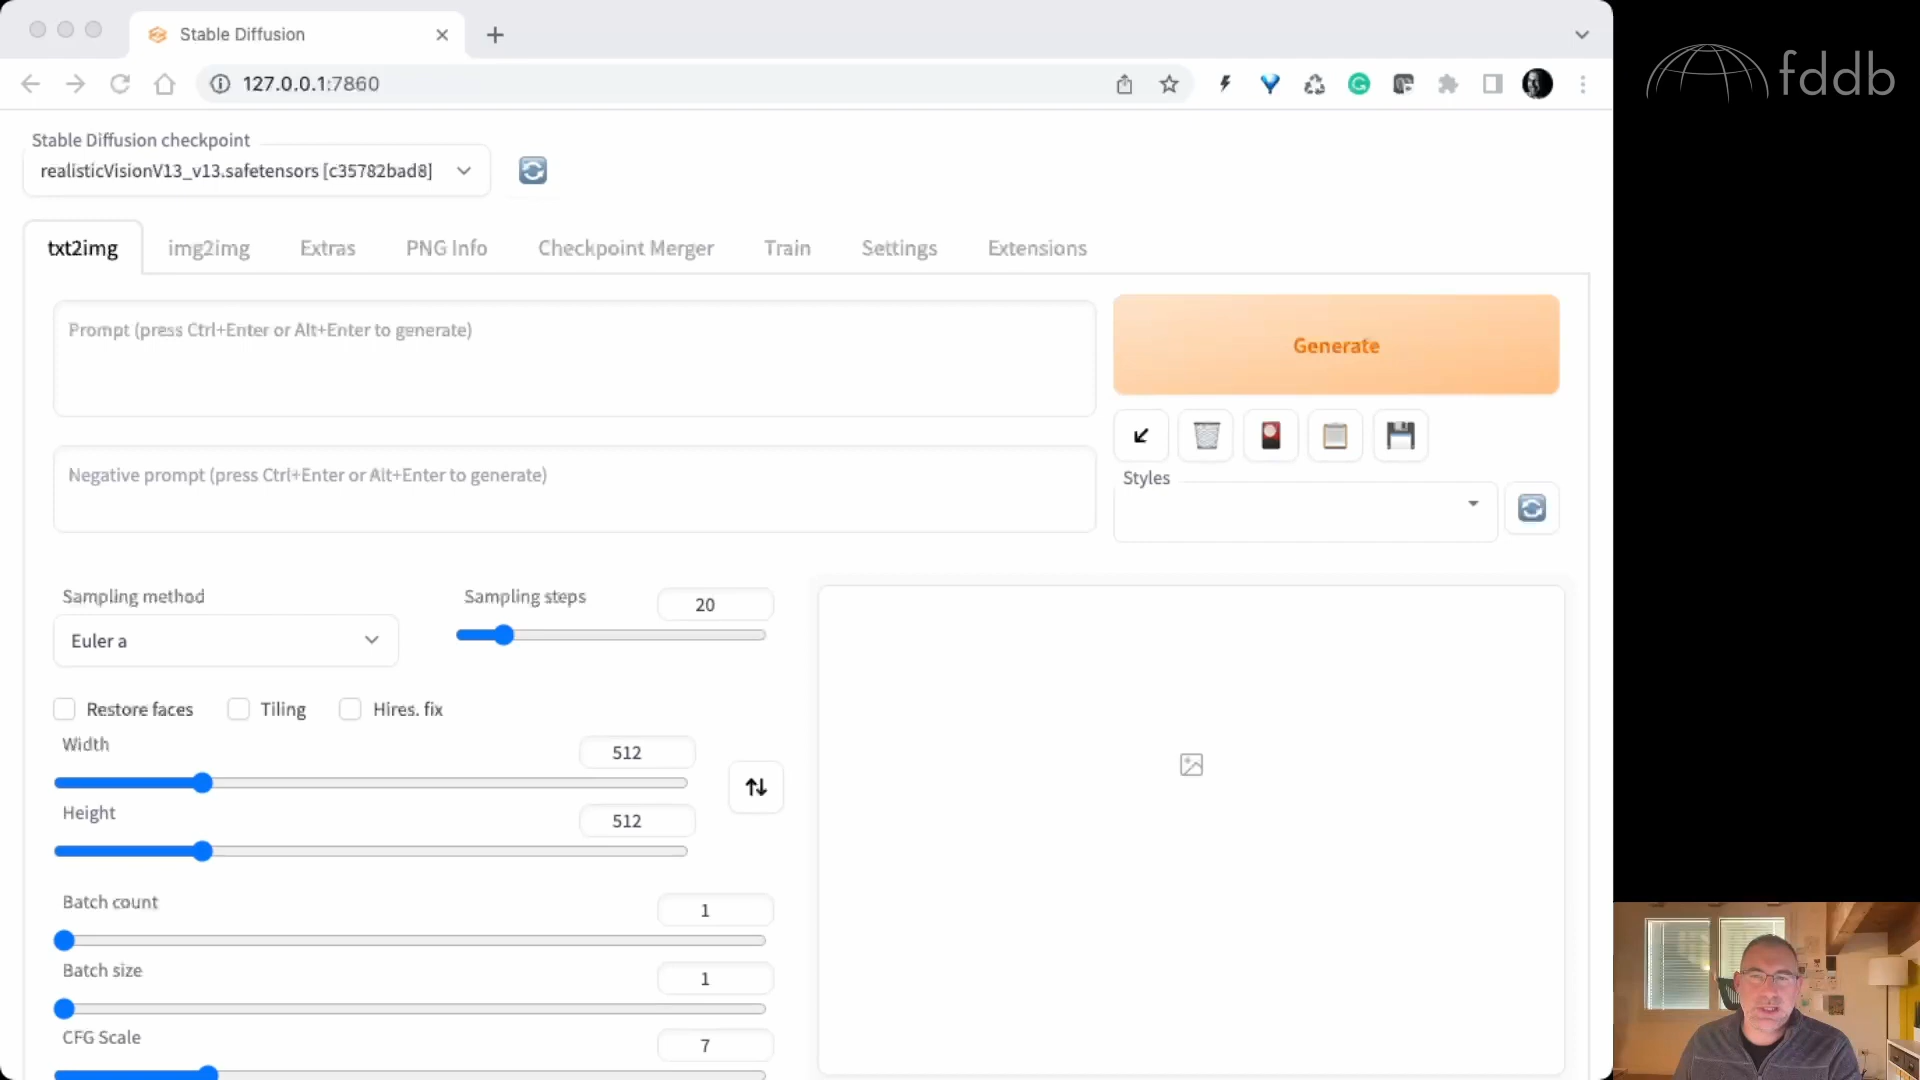 Stable Diffusion
127.0.0.1:7860
fddb
Stable Diffusion checkpoint
realisticVisionV13_v13.safetensors [c35782bad8]
txt2img
img2img
Extras
PNG Info
Checkpoint Merger
Train
Settings
Extensions
Prompt (press Ctrl+Enter or Alt+Enter to generate)
Generate
Negative prompt (press Ctrl+Enter or Alt+Enter to generate)
Styles
Sampling method
Euler a
Sampling steps
20
Restore faces
Tiling
Hires. fix
Width
512
Height
512
Batch count
1
Batch size
1
CFG Scale
7